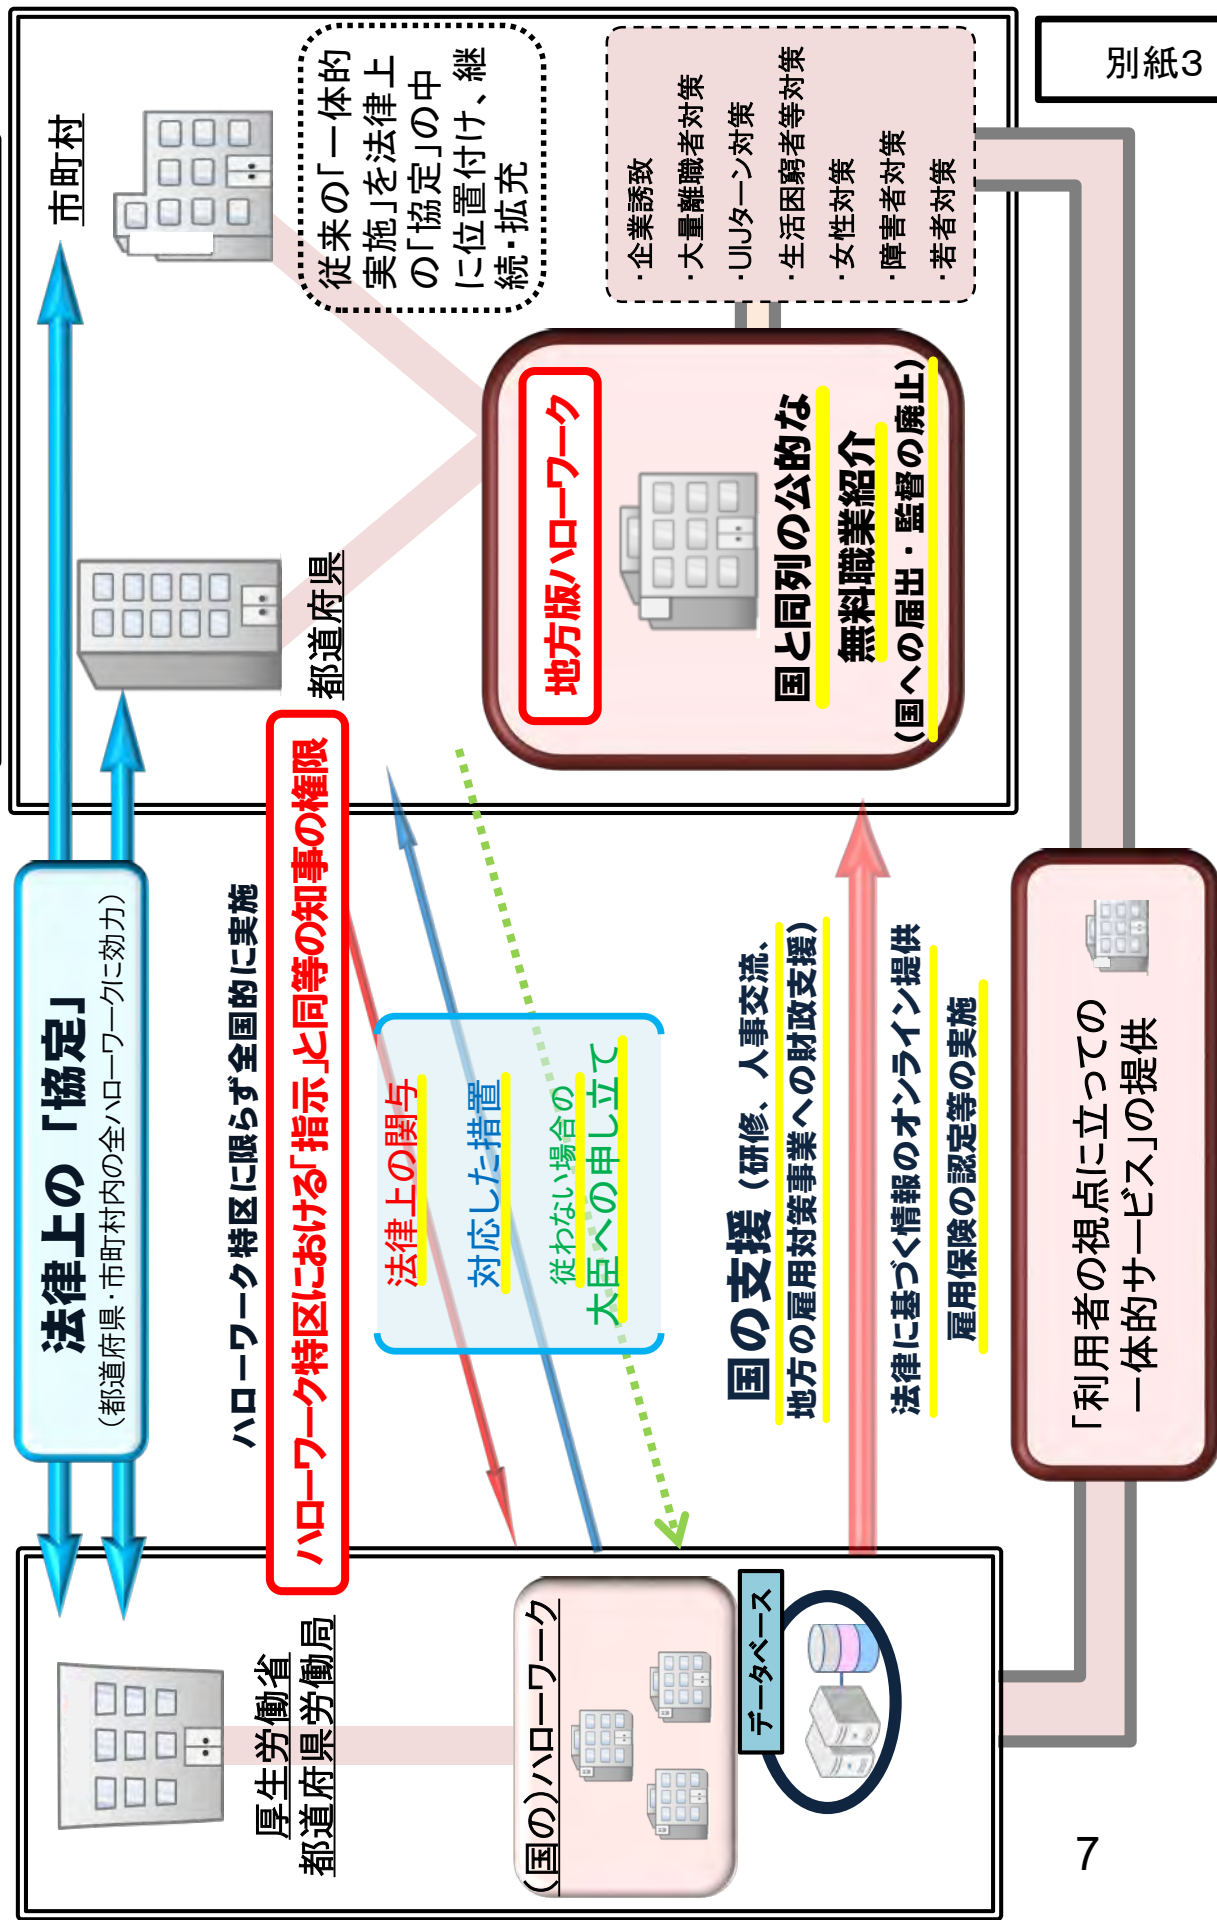 別紙3
法律上の「協定」
(都道府県・市町村内の全ハローワークに効力)
市町村
都道府県
従来の「一体的
実施」を法律上
の「協定」の中
に位置付け、継
続・拡充
ハローワーク特区に限らず全国的に実施
ハローワーク特区における「指示」と同等の知事の権限
厚生労働省
都道府県労働局
法律上の関与
対応した措置
従わない場合の
大臣への申し立て
(国の)ハローワーク
データベース
地方版ハローワーク
国と同列の公的な
無料職業紹介
(国への届出・監督の廃止)
・企業誘致
・大量離職者対策
・UIJターン対策
・生活困窮者等対策
・女性対策
・障害者対策
・若者対策
国の支援(研修、人事交流、
地方の雇用対策事業への財政支援)
法律に基づく情報のオンライン提供
雇用保険の認定等の実施
「利用者の視点に立っての
一体的サービス」の提供
7